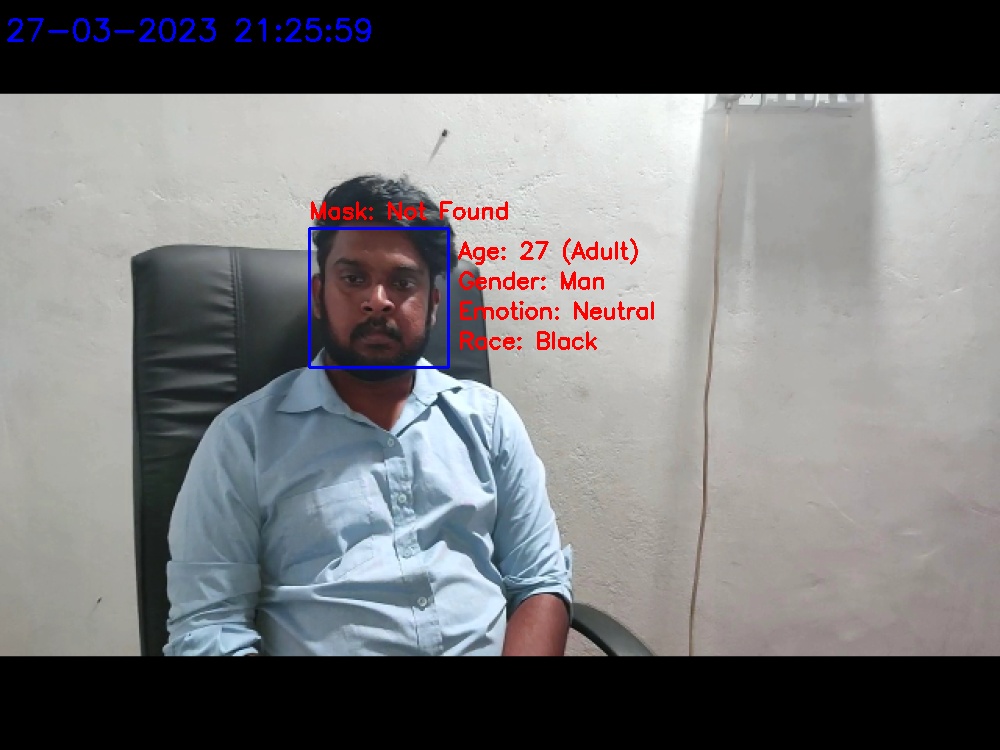 27-03-2023 21:25:59
Mask: Not Found
Age: 27 (Adult)
Gender: Man
Emotion: Neutral
Race: Black